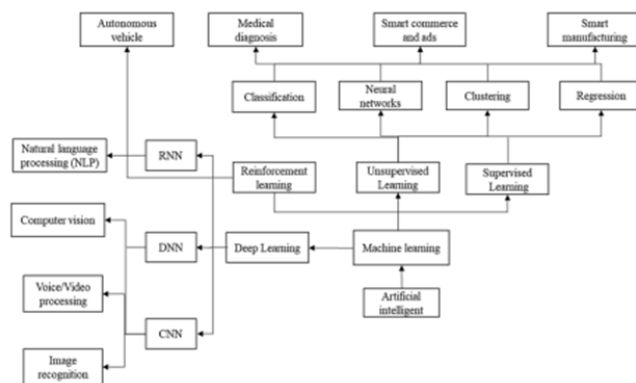 Autonomous
vehicle
Medical
diagnosis
Smart commerce
and ads
Smart
manufacturing
Classification
Neural
networks
Clustering
Regression
Natural language
processing (NLP)
RNN
Reinforcement
learning
Unsupervised
Learning
Supervised
Learning
Computer vision
DNN
Deep Learning
Machine learning
Voice/Video
processing
Artificial
intelligent
CNN
Image
recognition